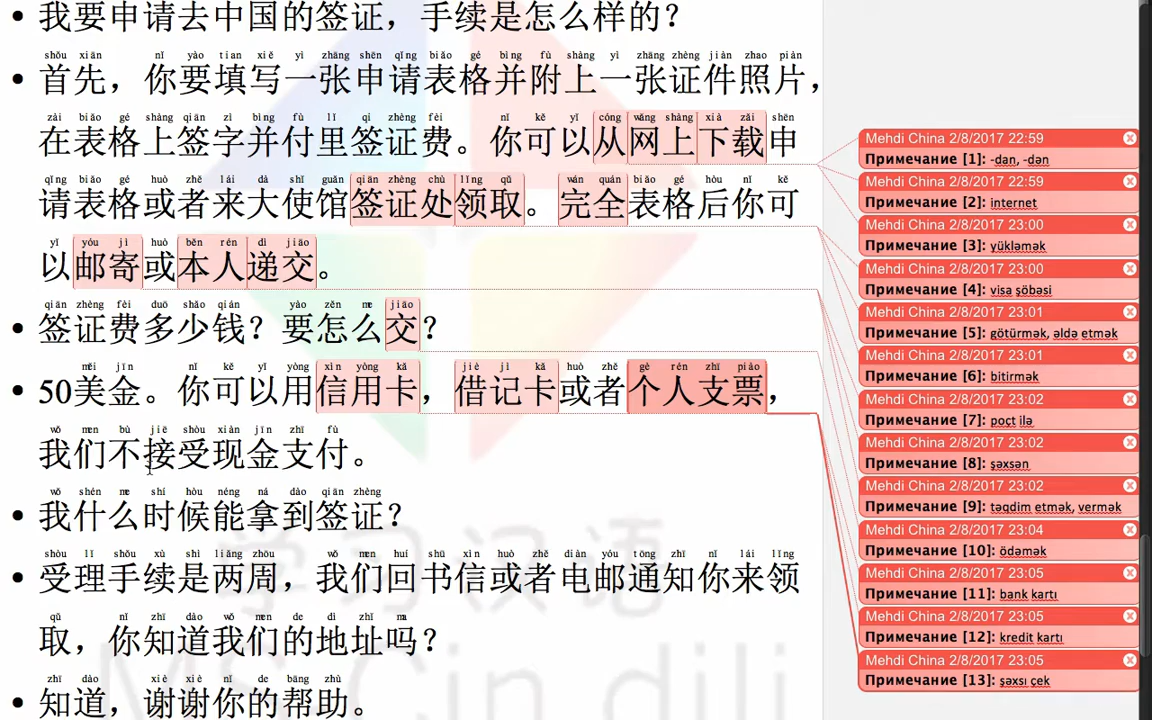 • 我要申请去中国的签证，手续是怎么样的？
shǒu xiān nǐ yào tian xiě yì zhāng shēn qǐng biǎo gé bìng fù shàng yì zhāng zhèng jiàn zhao piàn
• 首先，你要填写一张申请表格并附上一张证件照片，
zài biǎo gé shàng qiān zì bìng fù lǐ qí zhèng fèi nǐ kě yǐ cóng wǎng shàng xià zǎi shēn
在表格上签字并付里签证费。你可以从网上下载申
qǐng biǎo gé huò zhě lái dà shǐ guǎn qiān zhèng chù lǐng qǔ wán quán biǎo gé hòu nǐ kě
请表格或者来大使馆签证处领取。完全表格后你可
yǐ yóu jì huò běn rén dì jiāo
以邮寄或本人递交。
qiān zhèng fèi duō shǎo qián yào zěn me jiāo
• 签证费多少钱？要怎么交？
měi jīn nǐ kě yǐ yòng xìn yòng kǎ jiè jì kǎ huò zhě gè rén zhī piào
• 50美金。你可以用信用卡，借记卡或者个人支票，
wǒ men bù jiē shòu xiàn jīn zhī fù
我们不接受现金支付。
wǒ shén me shí hòu néng ná dào qiān zhèng
• 我什么时候能拿到签证？
shòu lǐ shǒu xù shì liǎng zhōu wǒ men huí shū xìn huò zhě diàn yóu tōng zhī nǐ lái lǐng
• 受理手续是两周，我们回书信或者电邮通知你来领
qǔ nǐ zhī dào wǒ men de dì zhǐ ma
取，你知道我们的地址吗？
zhī dào xiè xiè nǐ de bāng zhù
• 知道，谢谢你的帮助。
学习汉语
MS Çin dili
Mehdi China 2/8/2017 22:59
Примечание [1]: -dan, -dən
Mehdi China 2/8/2017 22:59
Примечание [2]: internet
Mehdi China 2/8/2017 23:00
Примечание [3]: yükləmək
Mehdi China 2/8/2017 23:00
Примечание [4]: visa şöbəsi
Mehdi China 2/8/2017 23:01
Примечание [5]: götürmək, əldə etmək
Mehdi China 2/8/2017 23:01
Примечание [6]: bitirmək
Mehdi China 2/8/2017 23:02
Примечание [7]: poçt ilə
Mehdi China 2/8/2017 23:02
Примечание [8]: şəxsən
Mehdi China 2/8/2017 23:02
Примечание [9]: təqdim etmək, vermək
Mehdi China 2/8/2017 23:04
Примечание [10]: ödəmək
Mehdi China 2/8/2017 23:05
Примечание [11]: bank kartı
Mehdi China 2/8/2017 23:05
Примечание [12]: kredit kartı
Mehdi China 2/8/2017 23:05
Примечание [13]: şəxsı çek